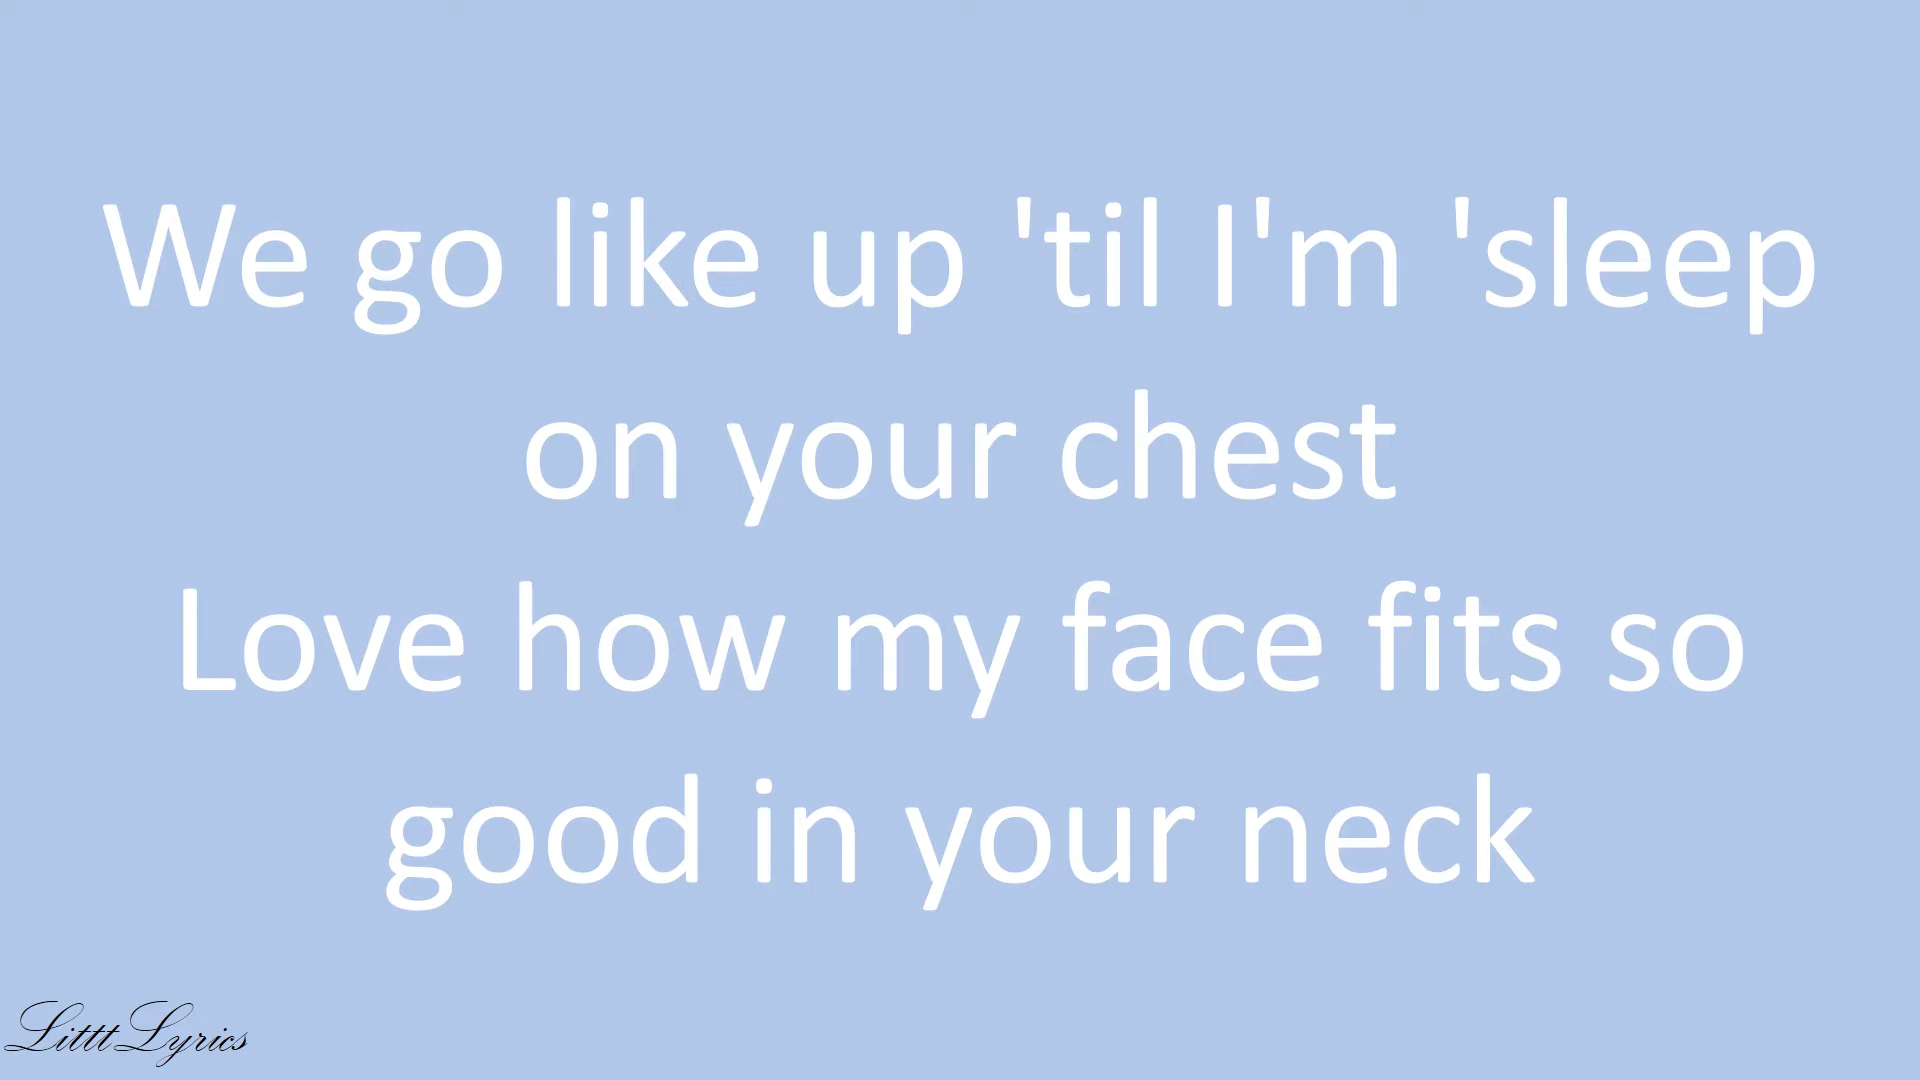 We go like up 'til I'm 'sleep
on your chest
Love how my face fits so
good in your neck
LitttLyrics